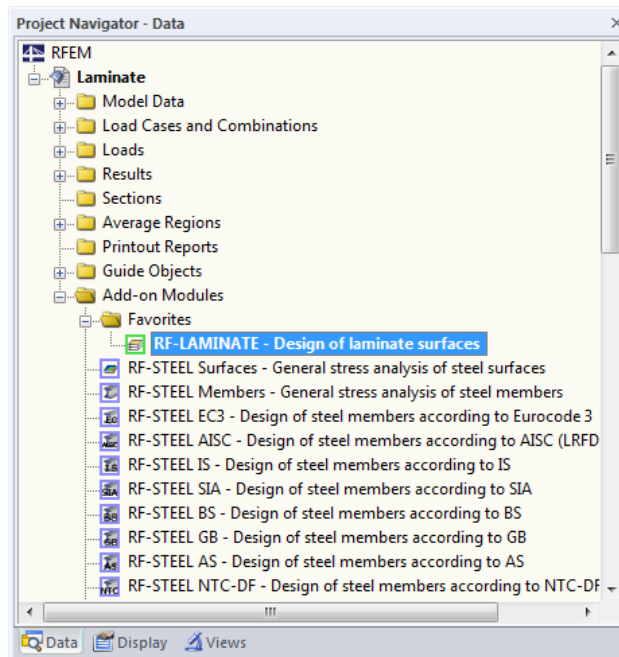 Project Navigator - Data
RFEM
Laminate
Model Data
Load Cases and Combinations
Loads
Results
Sections
Average Regions
Printout Reports
Guide Objects
Add-on Modules
Favorites
RF-LAMINATE - Design of laminate surfaces
RF-STEEL Surfaces - General stress analysis of steel surfaces
RF-STEEL Members - General stress analysis of steel members
RF-STEEL EC3 - Design of steel members according to Eurocode 3
RF-STEEL AISC - Design of steel members according to AISC (LRFD
RF-STEEL IS - Design of steel members according to IS
RF-STEEL SIA - Design of steel members according to SIA
RF-STEEL BS - Design of steel members according to BS
RF-STEEL GB - Design of steel members according to GB
RF-STEEL AS - Design of steel members according to AS
RF-STEEL NTC-DF - Design of steel members according to NTC-DF
Data Display Views